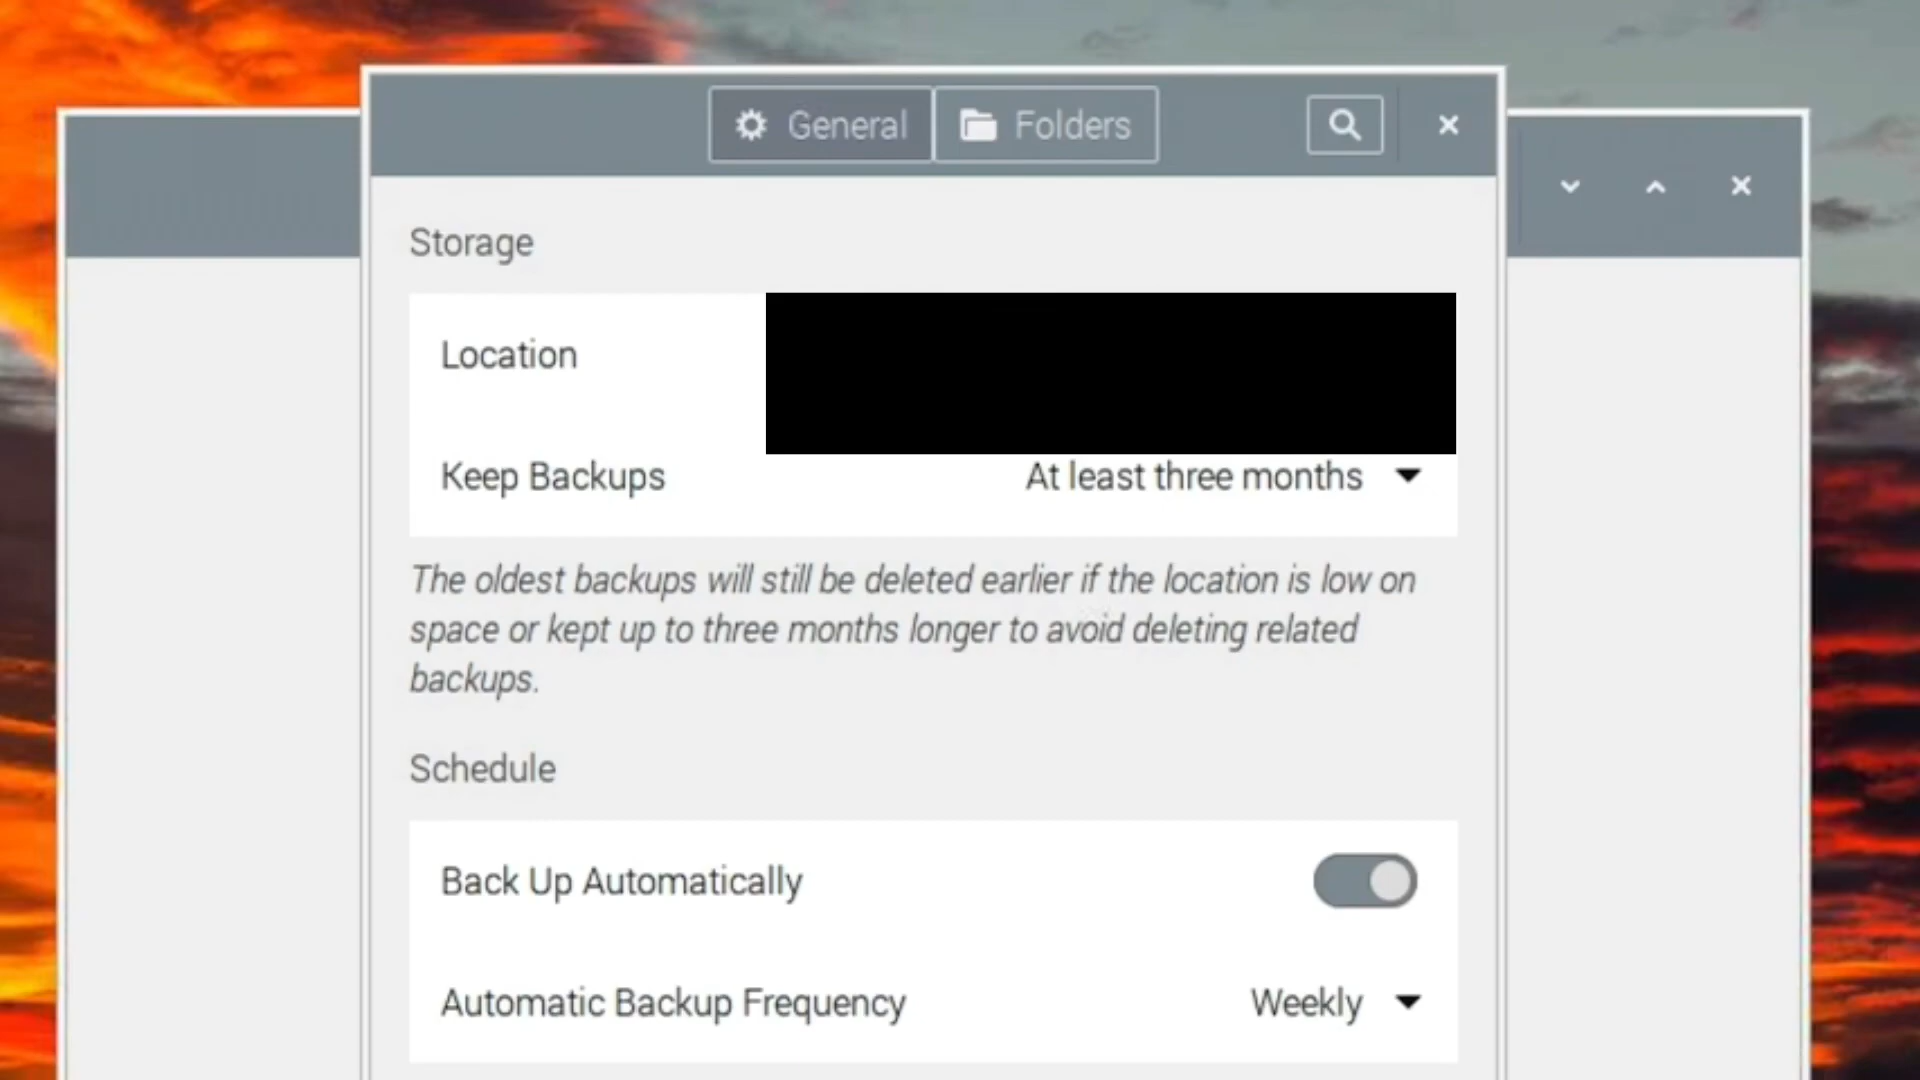 General
Folders
Storage
Location
Keep Backups
At least three months
The oldest backups will still be deleted earlier if the location is low on
space or kept up to three months longer to avoid deleting related
backups.
Schedule
Back Up Automatically
Automatic Backup Frequency
Weekly